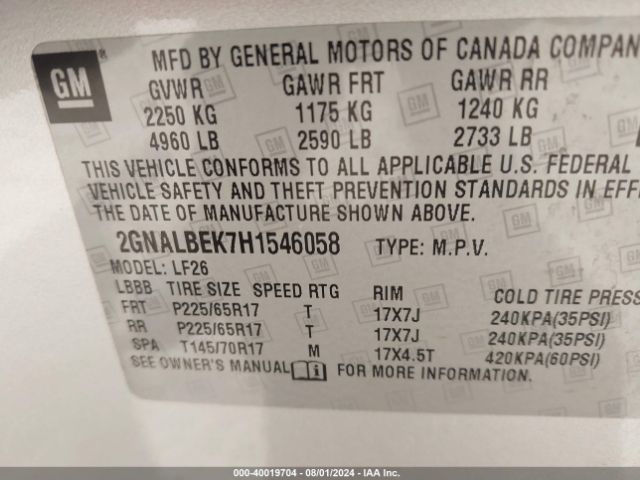 GM ®
MFD BY GENERAL MOTORS OF CANADA COMPAN
GVWR GAWR FRT GAWR RR
2250 KG 1175 KG 1240 KG
4960 LB 2590 LB 2733 LB
THIS VEHICLE CONFORMS TO ALL APPLICABLE U.S. FEDERAL
VEHICLE SAFETY AND THEFT PREVENTION STANDARDS IN EFF
THE DATE OF MANUFACTURE SHOWN ABOVE.
2GNALBEK7H1546058 TYPE: M.P.V.
MODEL: LF26
LBBB TIRE SIZE SPEED RTG RIM COLD TIRE PRESS
FRT P225/65R17 T 17X7J 240KPA(35PSI)
RR P225/65R17 T 17X7J 240KPA(35PSI)
SPA T145/70R17 M 17X4.5T 420KPA(60PSI)
SEE OWNER'S MANUAL FOR MORE INFORMATION.
000-40019704 - 08/01/2024 - IAA Inc.